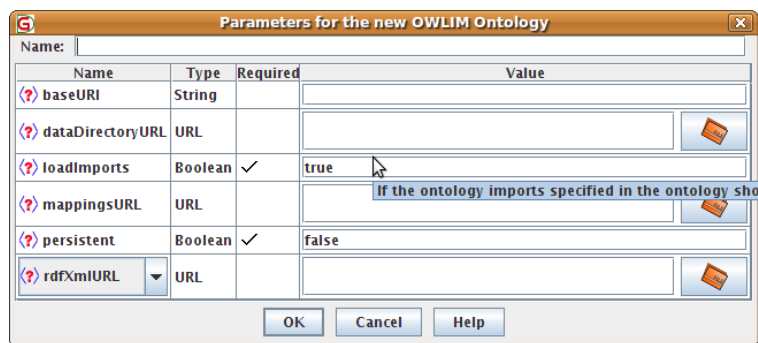 Parameters for the new OWLIM Ontology
Name:
Name Type Required Value
<?> baseURI String
<?> dataDirectoryURL URL
<?> loadImports Boolean ✓ true
If the ontology imports specified in the ontology sho
<?> mappingsURL URL
<?> persistent Boolean ✓ false
<?> rdfXmlURL URL
OK Cancel Help